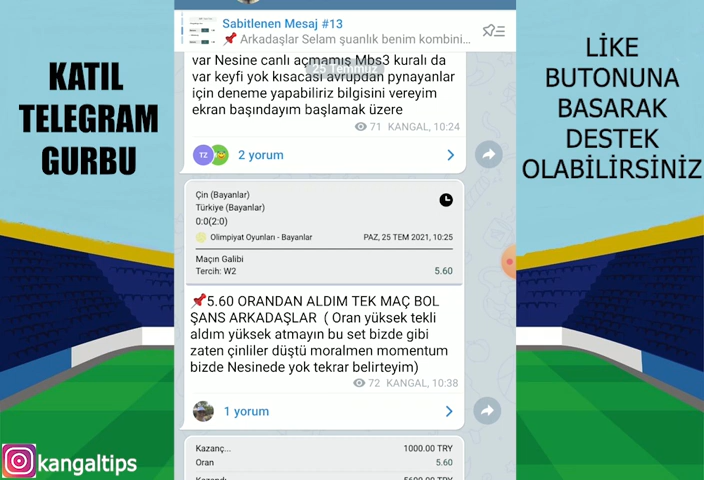 KATIL
TELEGRAM
GURBU
LİKE
BUTONUNA
BASARAK
DESTEK
OLABİLİRSİNİZ
Sabitlenen Mesaj #13
📌 Arkadaşlar Selam şuanlık benim kombini...
var Nesine canlı açmamış Mbs3 kuralı da
25 Temmuz
var keyfi yok kısacası avrupdan pynayanlar
için deneme yapabiliriz bilgisini vereyim
ekran başındayım başlamak üzere
71 KANGAL, 10:24
TZ
2 yorum
Çin (Bayanlar)
Türkiye (Bayanlar)
0:0(2:0)
Olimpiyat Oyunları - Bayanlar PAZ, 25 TEM 2021, 10:25
Maçın Galibi
Tercih: W2 5.60
📌5.60 ORANDAN ALDIM TEK MAÇ BOL
ŞANS ARKADAŞLAR ( Oran yüksek tekli
aldım yüksek atmayın bu set bizde gibi
zaten çinliler düştü moralmen momentum
bizde Nesinede yok tekrar belirteyim)
72 KANGAL, 10:38
1 yorum
Kazanç... 1000.00 TRY
Oran 5.60
kangaltips